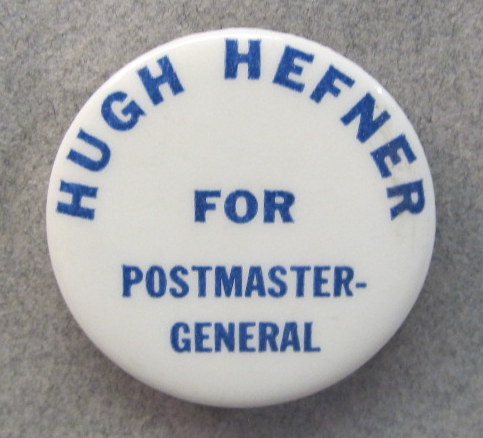 HUGH HEFNER
FOR
POSTMASTER-
GENERAL